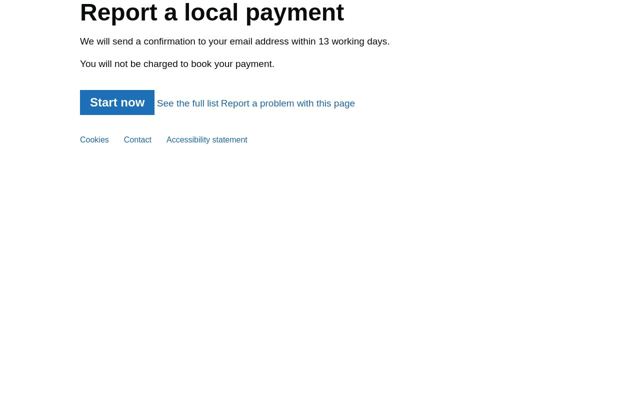 Report a local payment
We will send a confirmation to your email address within 13 working days.
You will not be charged to book your payment.
Start now See the full list Report a problem with this page
Cookies Contact Accessibility statement